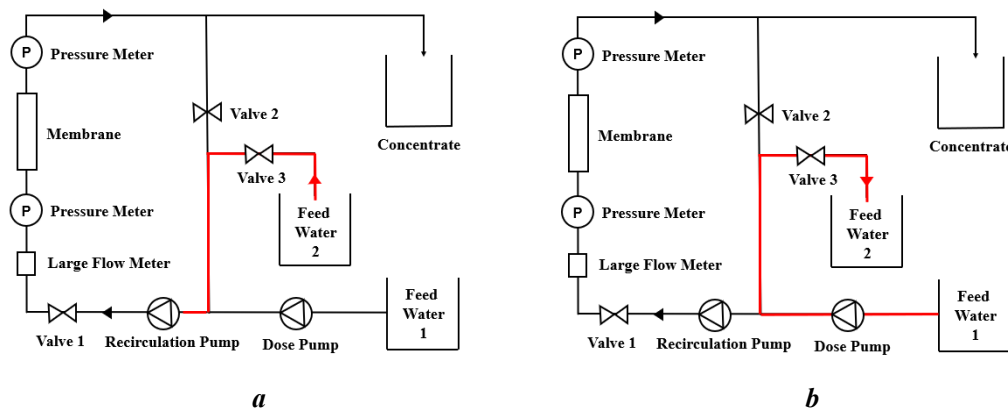 P
Pressure Meter
Valve 2
Membrane
Concentrate
Valve 3
P
Pressure Meter
Feed
Water
2
Large Flow Meter
Feed
Water
1
Valve 1
Recirculation Pump
Dose Pump
a
P
Pressure Meter
Valve 2
Membrane
Concentrate
Valve 3
P
Pressure Meter
Feed
Water
2
Large Flow Meter
Feed
Water
1
Valve 1
Recirculation Pump
Dose Pump
b